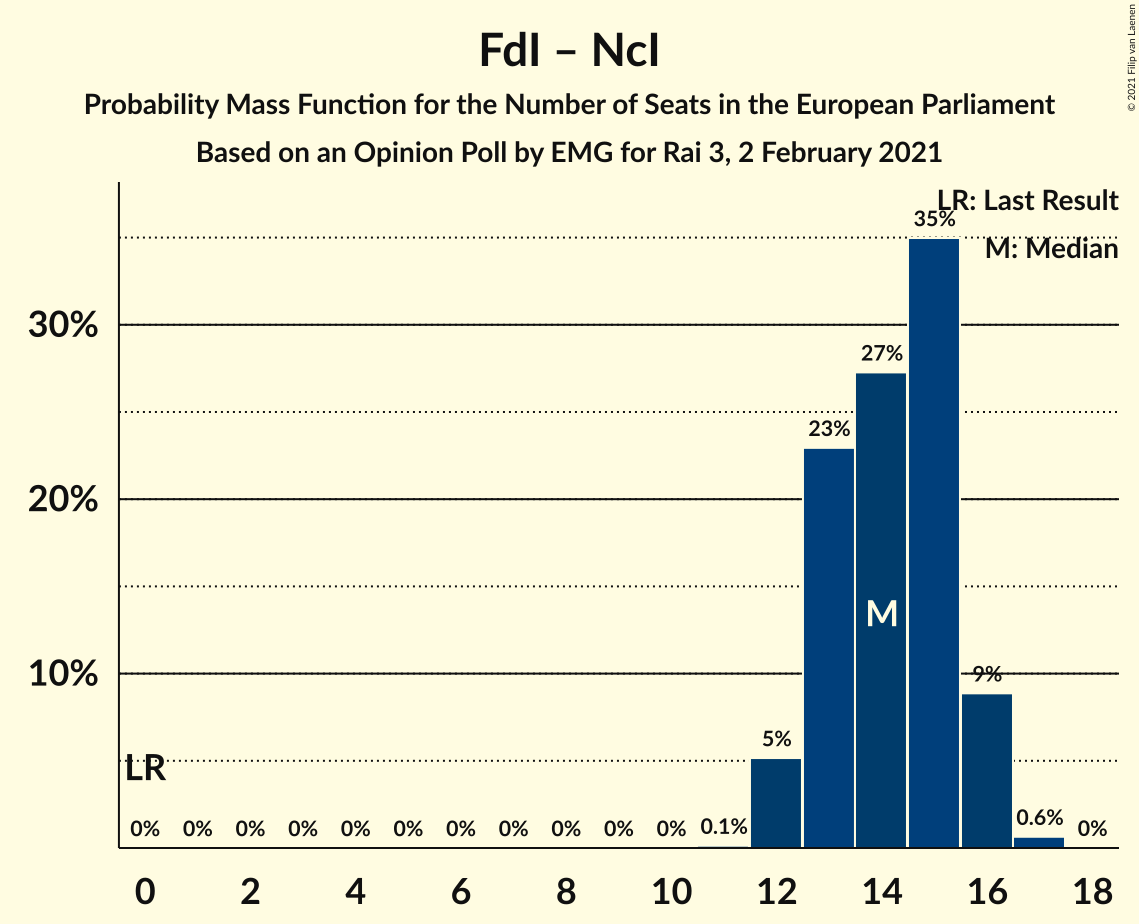 FdI – NcI
Probability Mass Function for the Number of Seats in the European Parliament
Based on an Opinion Poll by EMG for Rai 3, 2 February 2021
© 2021 Filip van Laenen
LR: Last Result
M: Median
30%
20%
10%
LR
M
0% 0% 0% 0% 0% 0% 0% 0% 0% 0% 0% 0.1% 5% 23% 27% 35% 9% 0.6% 0%
0 2 4 6 8 10 12 14 16 18